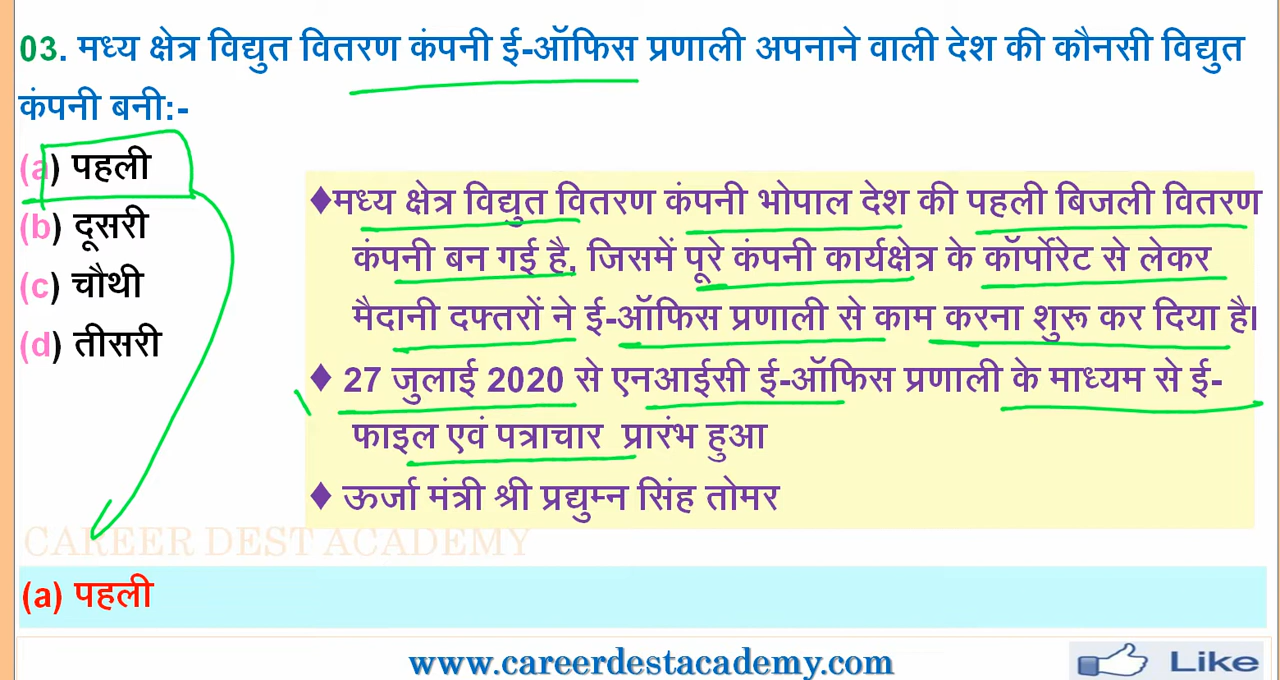 03. मध्य क्षेत्र विद्युत वितरण कंपनी ई-ऑफिस प्रणाली अपनाने वाली देश की कौनसी विद्युत
कंपनी बनी:-
(a) पहली
(b) दूसरी
(c) चौथी
(d) तीसरी
♦मध्य क्षेत्र विद्युत वितरण कंपनी भोपाल देश की पहली बिजली वितरण
कंपनी बन गई है, जिसमें पूरे कंपनी कार्यक्षेत्र के कॉर्पोरेट से लेकर
मैदानी दफ्तरों ने ई-ऑफिस प्रणाली से काम करना शुरू कर दिया है।
♦ 27 जुलाई 2020 से एनआईसी ई-ऑफिस प्रणाली के माध्यम से ई-
फाइल एवं पत्राचार प्रारंभ हुआ
♦ ऊर्जा मंत्री श्री प्रद्युम्न सिंह तोमर
CAREER DEST ACADEMY
(a) पहली
www.careerdestacademy.com
Like